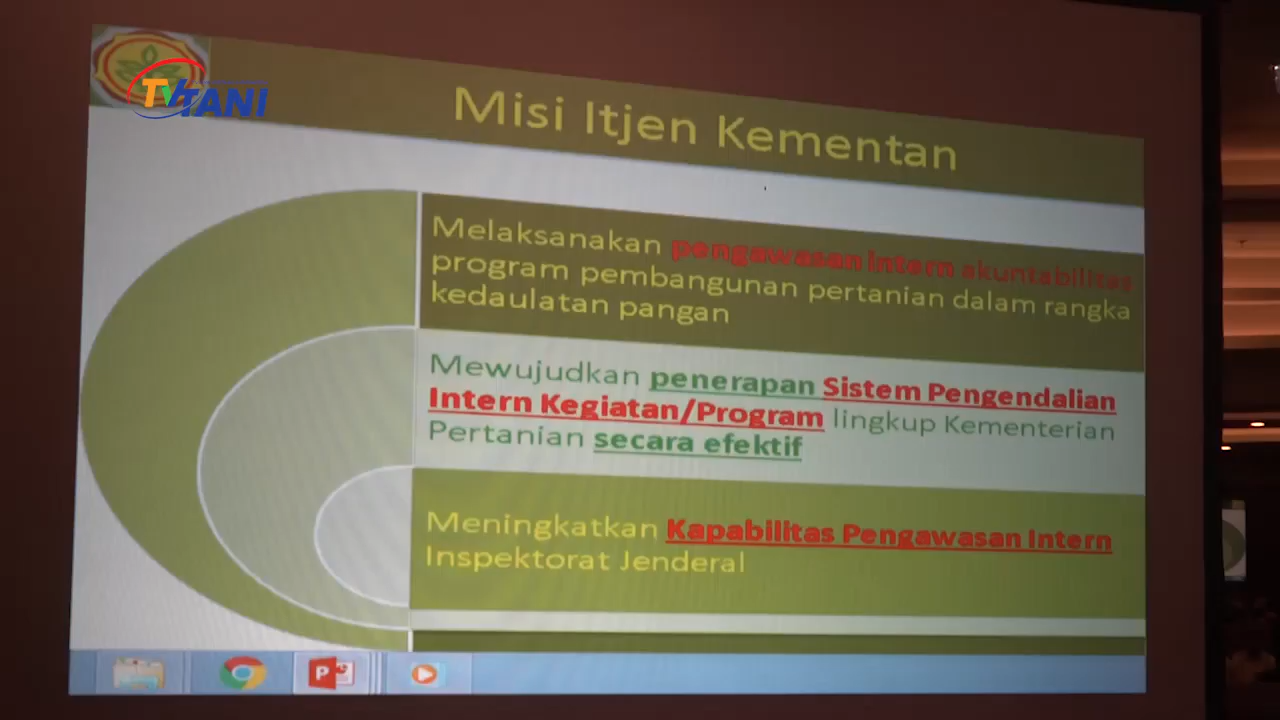 TVTANI
Misi Itjen Kementan
Melaksanakan pengawasan intern akuntabilitas
program pembangunan pertanian dalam rangka
kedaulatan pangan
Mewujudkan penerapan Sistem Pengendalian
Intern Kegiatan/Program lingkup Kementerian
Pertanian secara efektif
Meningkatkan Kapabilitas Pengawasan Intern
Inspektorat Jenderal